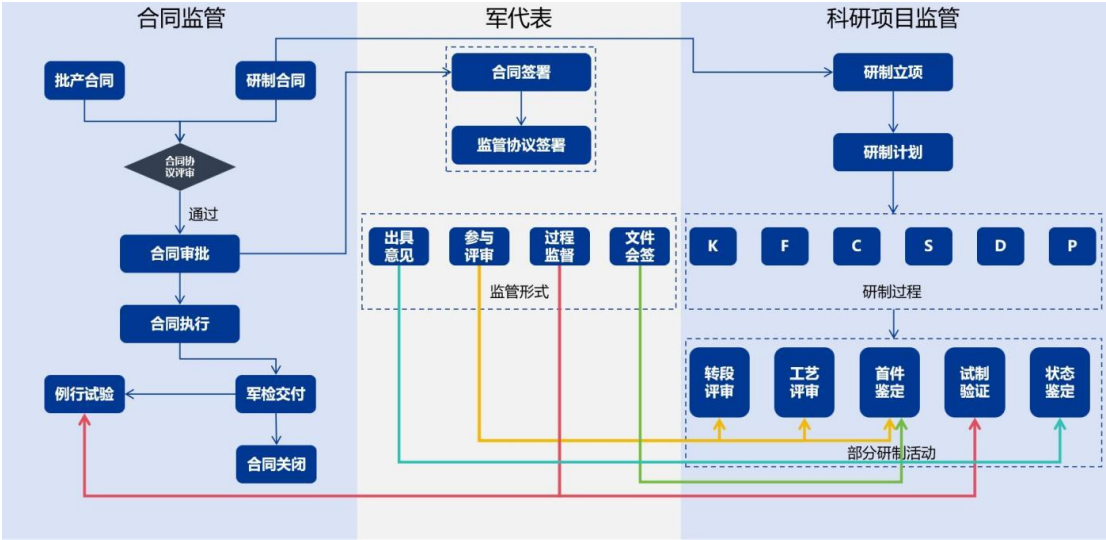 合同监管
军代表
科研项目监管
批产合同
研制合同
合同协
议评审
通过
合同审批
合同执行
例行试验
军检交付
合同关闭
合同签署
监管协议签署
出具
意见
参与
评审
过程
监督
文件
会签
监管形式
研制立项
研制计划
K
F
C
S
D
P
研制过程
转段
评审
工艺
评审
首件
鉴定
试制
验证
状态
鉴定
部分研制活动